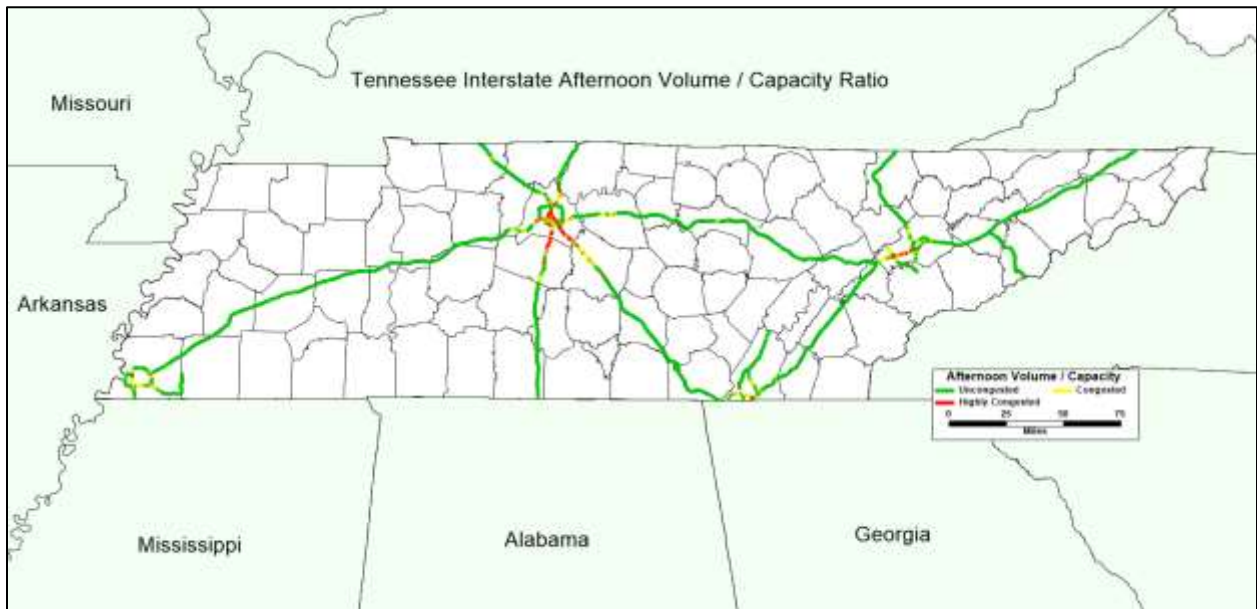 Tennessee Interstate Afternoon Volume / Capacity Ratio
Missouri
Arkansas
Afternoon Volume / Capacity
Uncongested Congested
Highly Congested
0 25 50 75
Miles
Mississippi
Alabama
Georgia